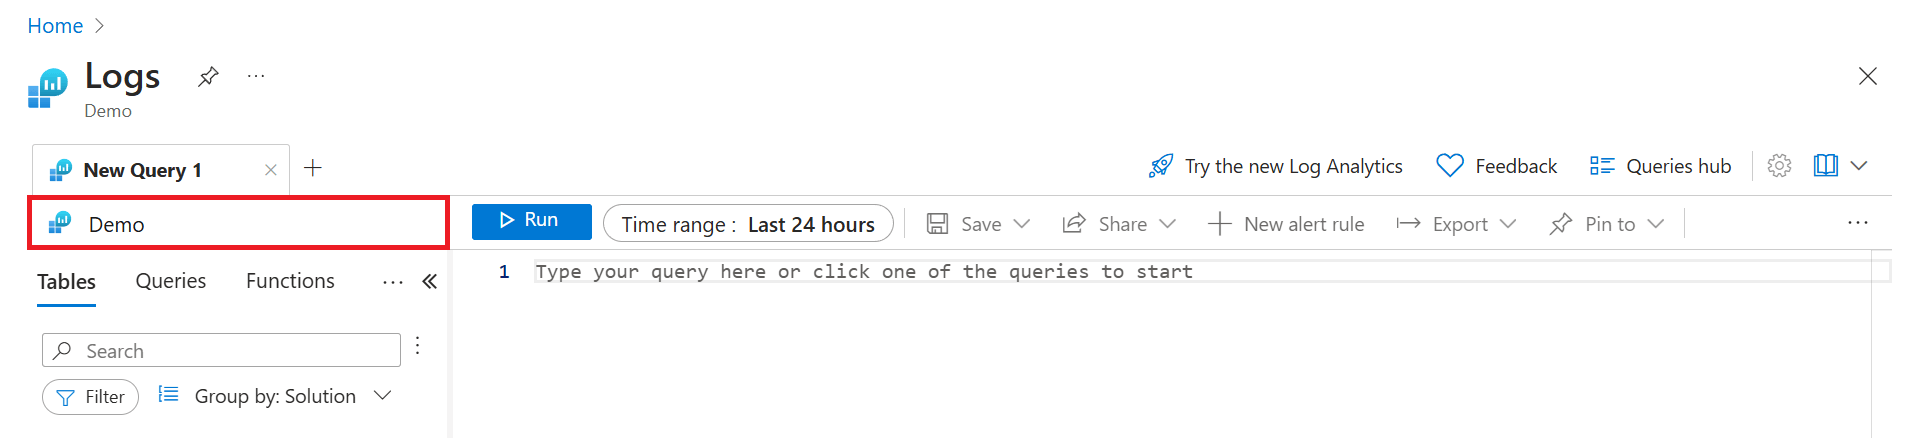 Home
Logs
Demo
New Query 1
Try the new Log Analytics
Feedback
Queries hub
Demo
Run
Time range : Last 24 hours
Save
Share
New alert rule
Export
Pin to
Tables
Queries
Functions
1
Type your query here or click one of the queries to start
Search
Filter
Group by: Solution